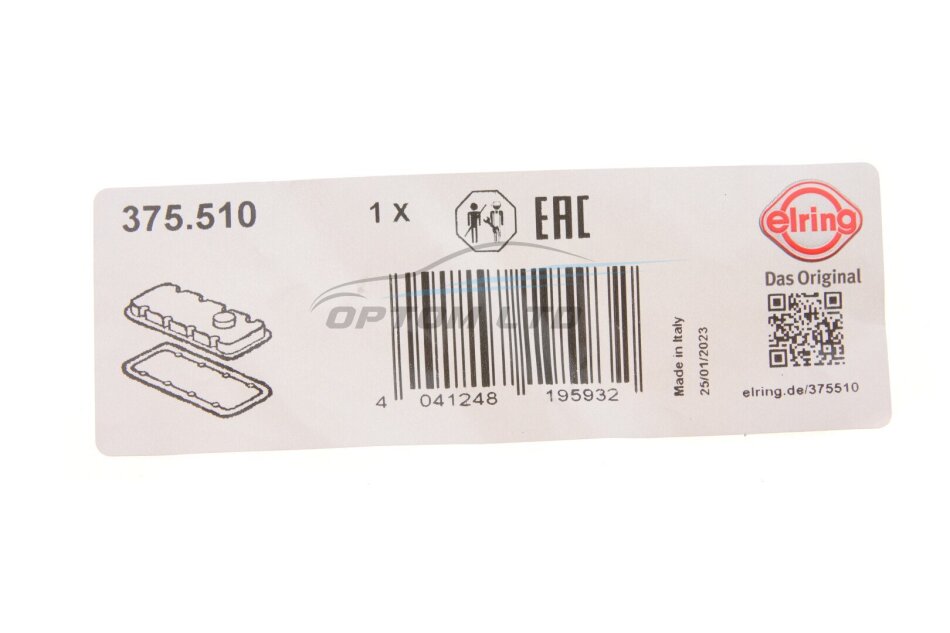 375.510
1 X
EAC
elring
Das Original
OPTOM LTD
4 041248 195932
Made in Italy
25/01/2023
elring.de/375510